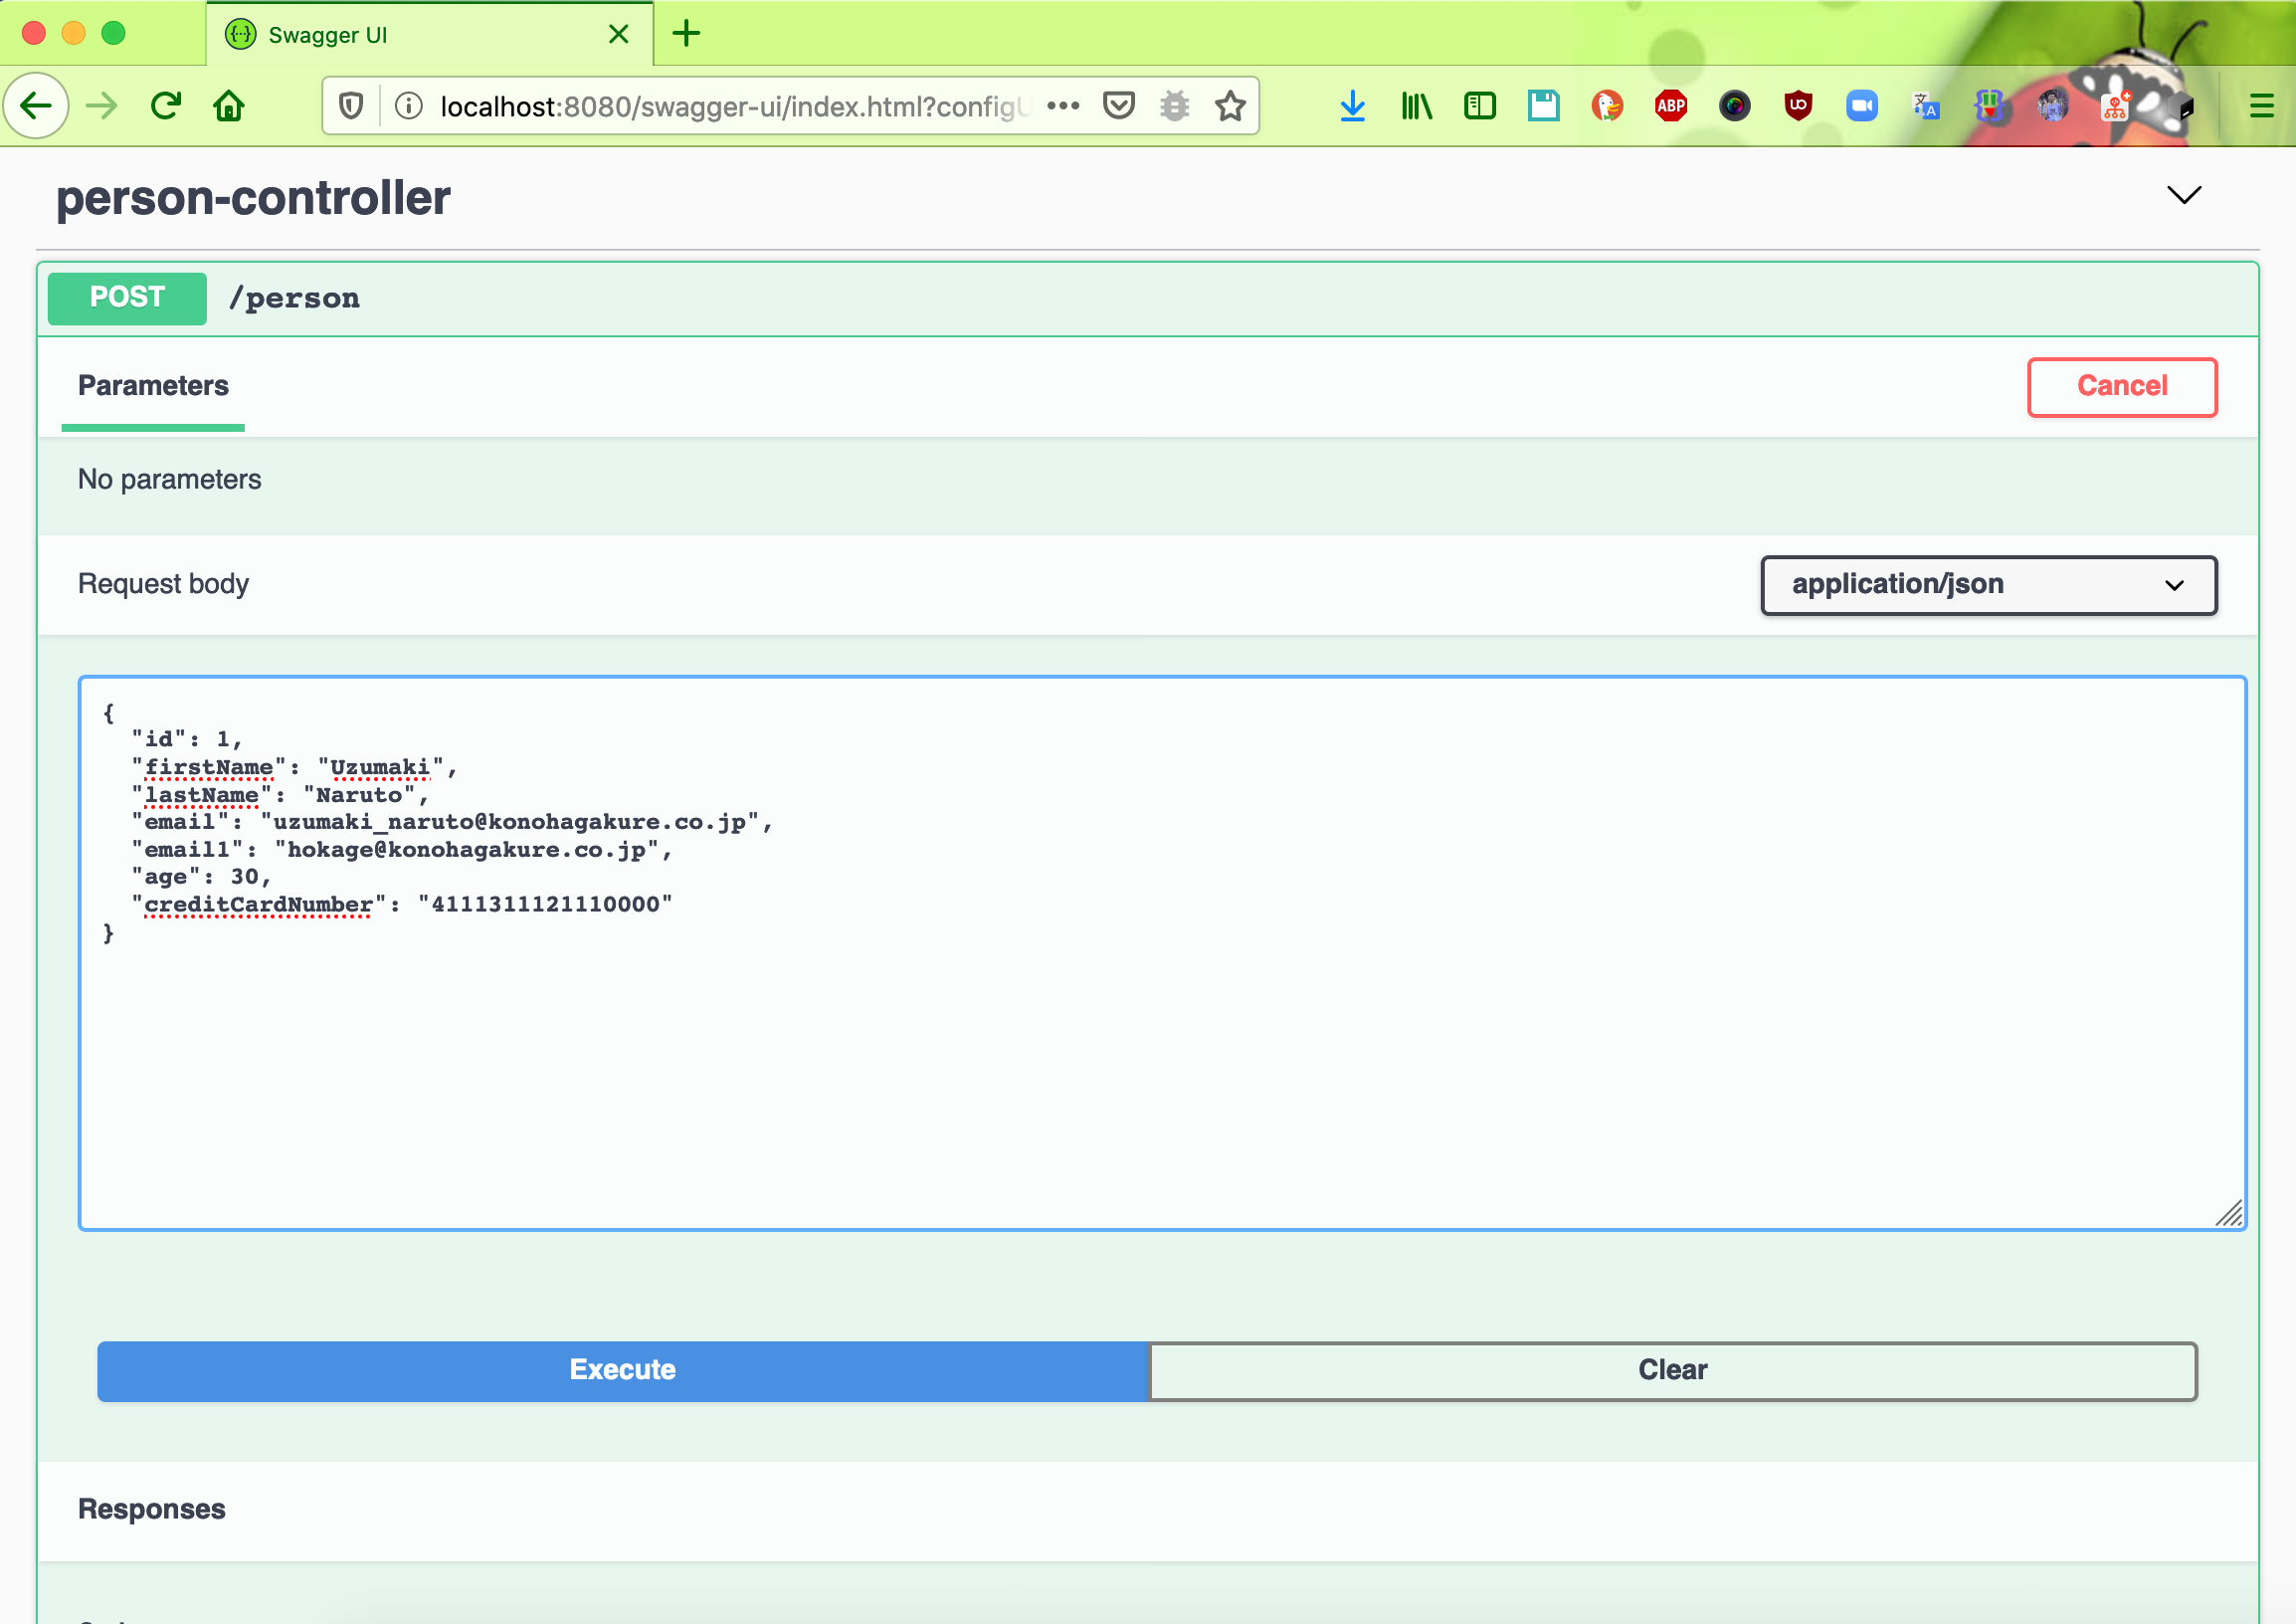 Swagger UI
localhost:8080/swagger-ui/index.html?configU
ABP
person-controller
POST /person
Parameters
Cancel
No parameters
Request body
application/json
{
  "id": 1,
  "firstName": "Uzumaki",
  "lastName": "Naruto",
  "email": "uzumaki_naruto@konohagakure.co.jp",
  "email1": "hokage@konohagakure.co.jp",
  "age": 30,
  "creditCardNumber": "4111311121110000"
}
Execute
Clear
Responses